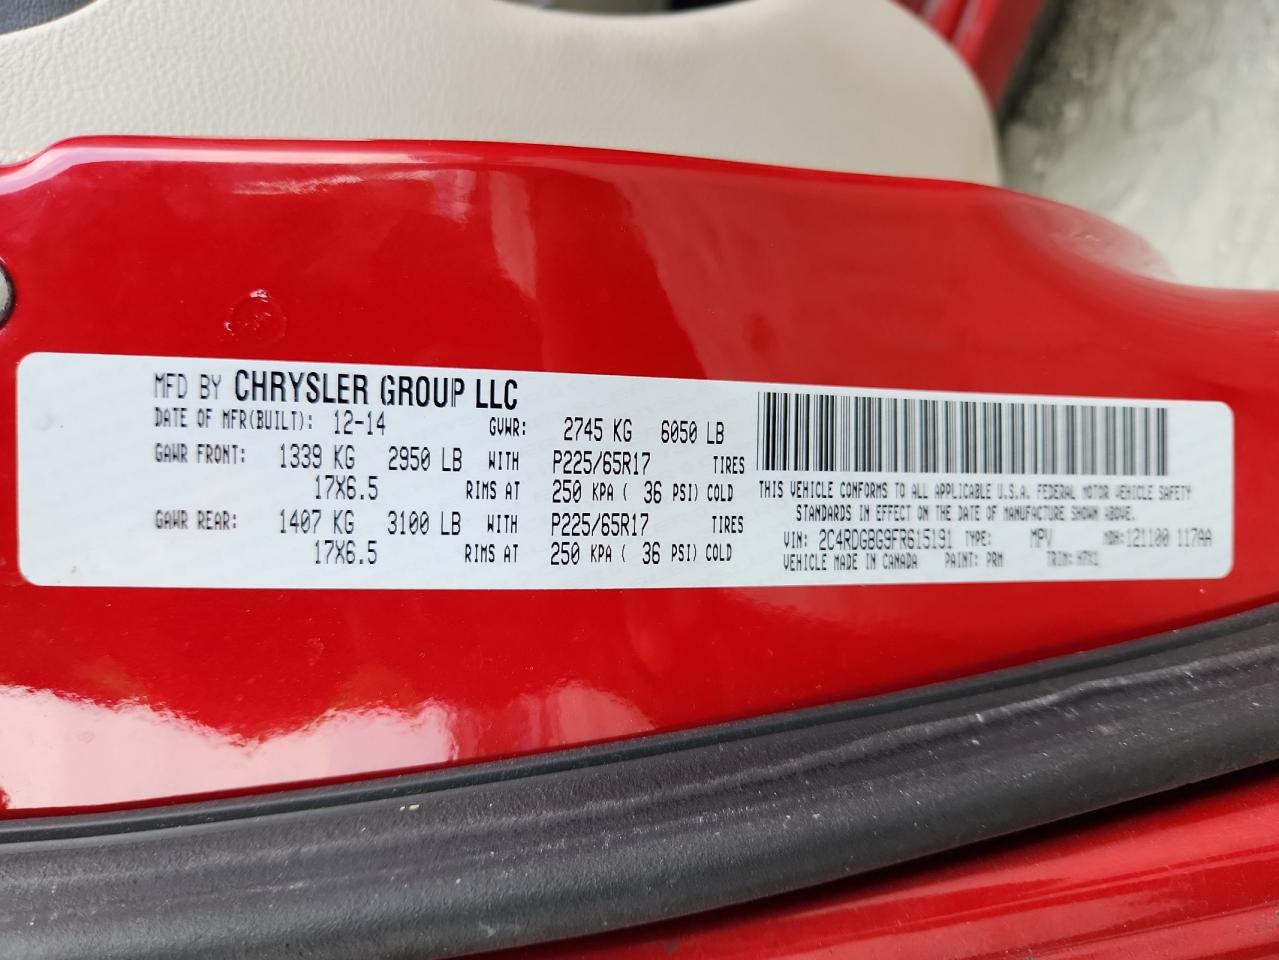 MFD BY CHRYSLER GROUP LLC
DATE OF MFR(BUILT): 12-14 GVWR: 2745 KG 6050 LB
GAWR FRONT: 1339 KG 2950 LB WITH P225/65R17 TIRES
17X6.5 RIMS AT 250 KPA ( 36 PSI) COLD
GAWR REAR: 1407 KG 3100 LB WITH P225/65R17 TIRES
17X6.5 RIMS AT 250 KPA ( 36 PSI) COLD
THIS VEHICLE CONFORMS TO ALL APPLICABLE U.S.A. FEDERAL MOTOR VEHICLE SAFETY
STANDARDS IN EFFECT ON THE DATE OF MANUFACTURE SHOWN ABOVE.
VIN: 2C4RDGBG9FR615191 TYPE: MPV MDH: 121100 117AA
VEHICLE MADE IN CANADA PAINT: PRM TRIM: